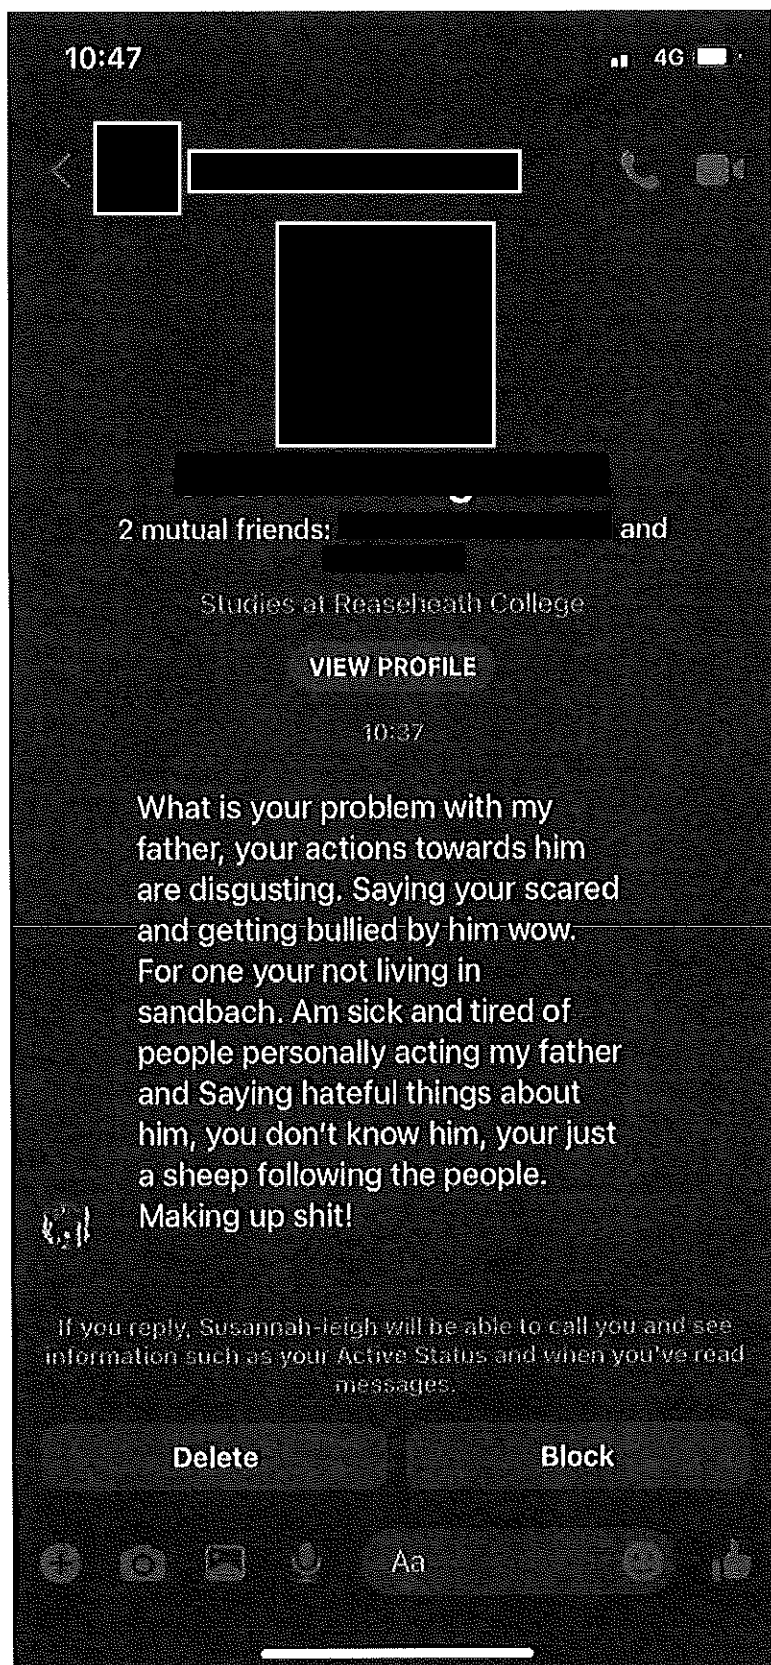 10:47
4G
2 mutual friends: and
Studies at Reaseheath College
VIEW PROFILE
10:37
What is your problem with my
father, your actions towards him
are disgusting. Saying your scared
and getting bullied by him wow.
For one your not living in
sandbach. Am sick and tired of
people personally acting my father
and Saying hateful things about
him, you don't know him, your just
a sheep following the people.
Making up shit!
If you reply, Susannah-leigh will be able to call you and see
information such as your Active Status and when you've read
messages.
Delete
Block
Aa